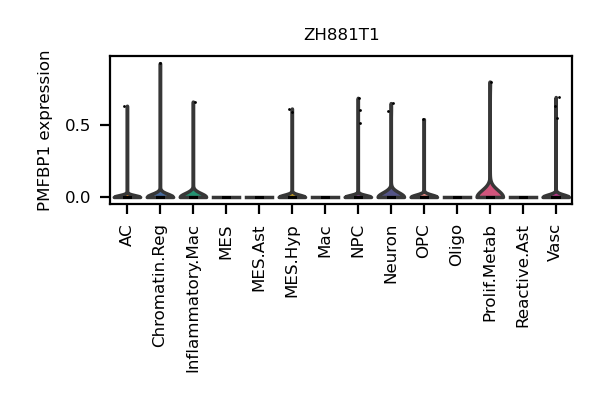 ZH881T1
PMFBP1 expression
0.5
0.0
AC
Chromatin.Reg
Inflammatory.Mac
MES
MES.Ast
MES.Hyp
Mac
NPC
Neuron
OPC
Oligo
Prolif.Metab
Reactive.Ast
Vasc